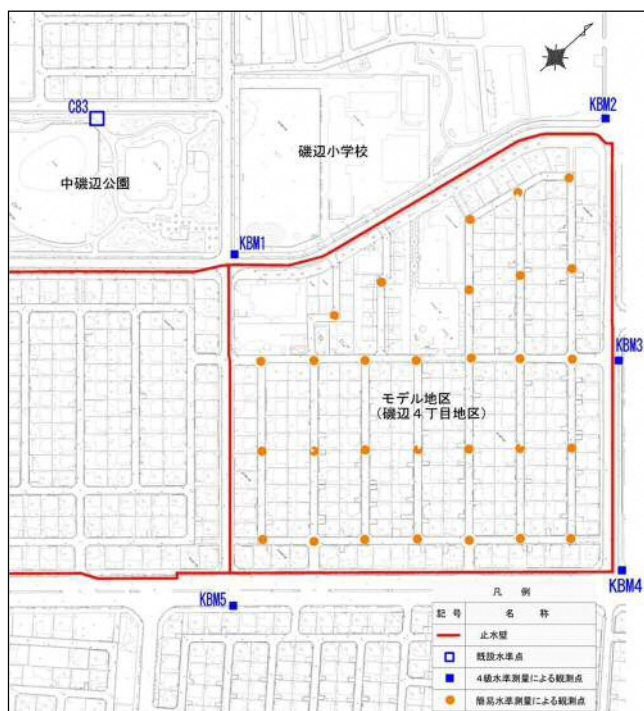 C83
KBM2
磯辺小学校
中磯辺公園
KBM1
KBM3
モデル地区
(磯辺4丁目地区)
KBM4
KBM5
凡 例
記 号 名 称
止水壁
既設水準点
4級水準測量による観測点
簡易水準測量による観測点